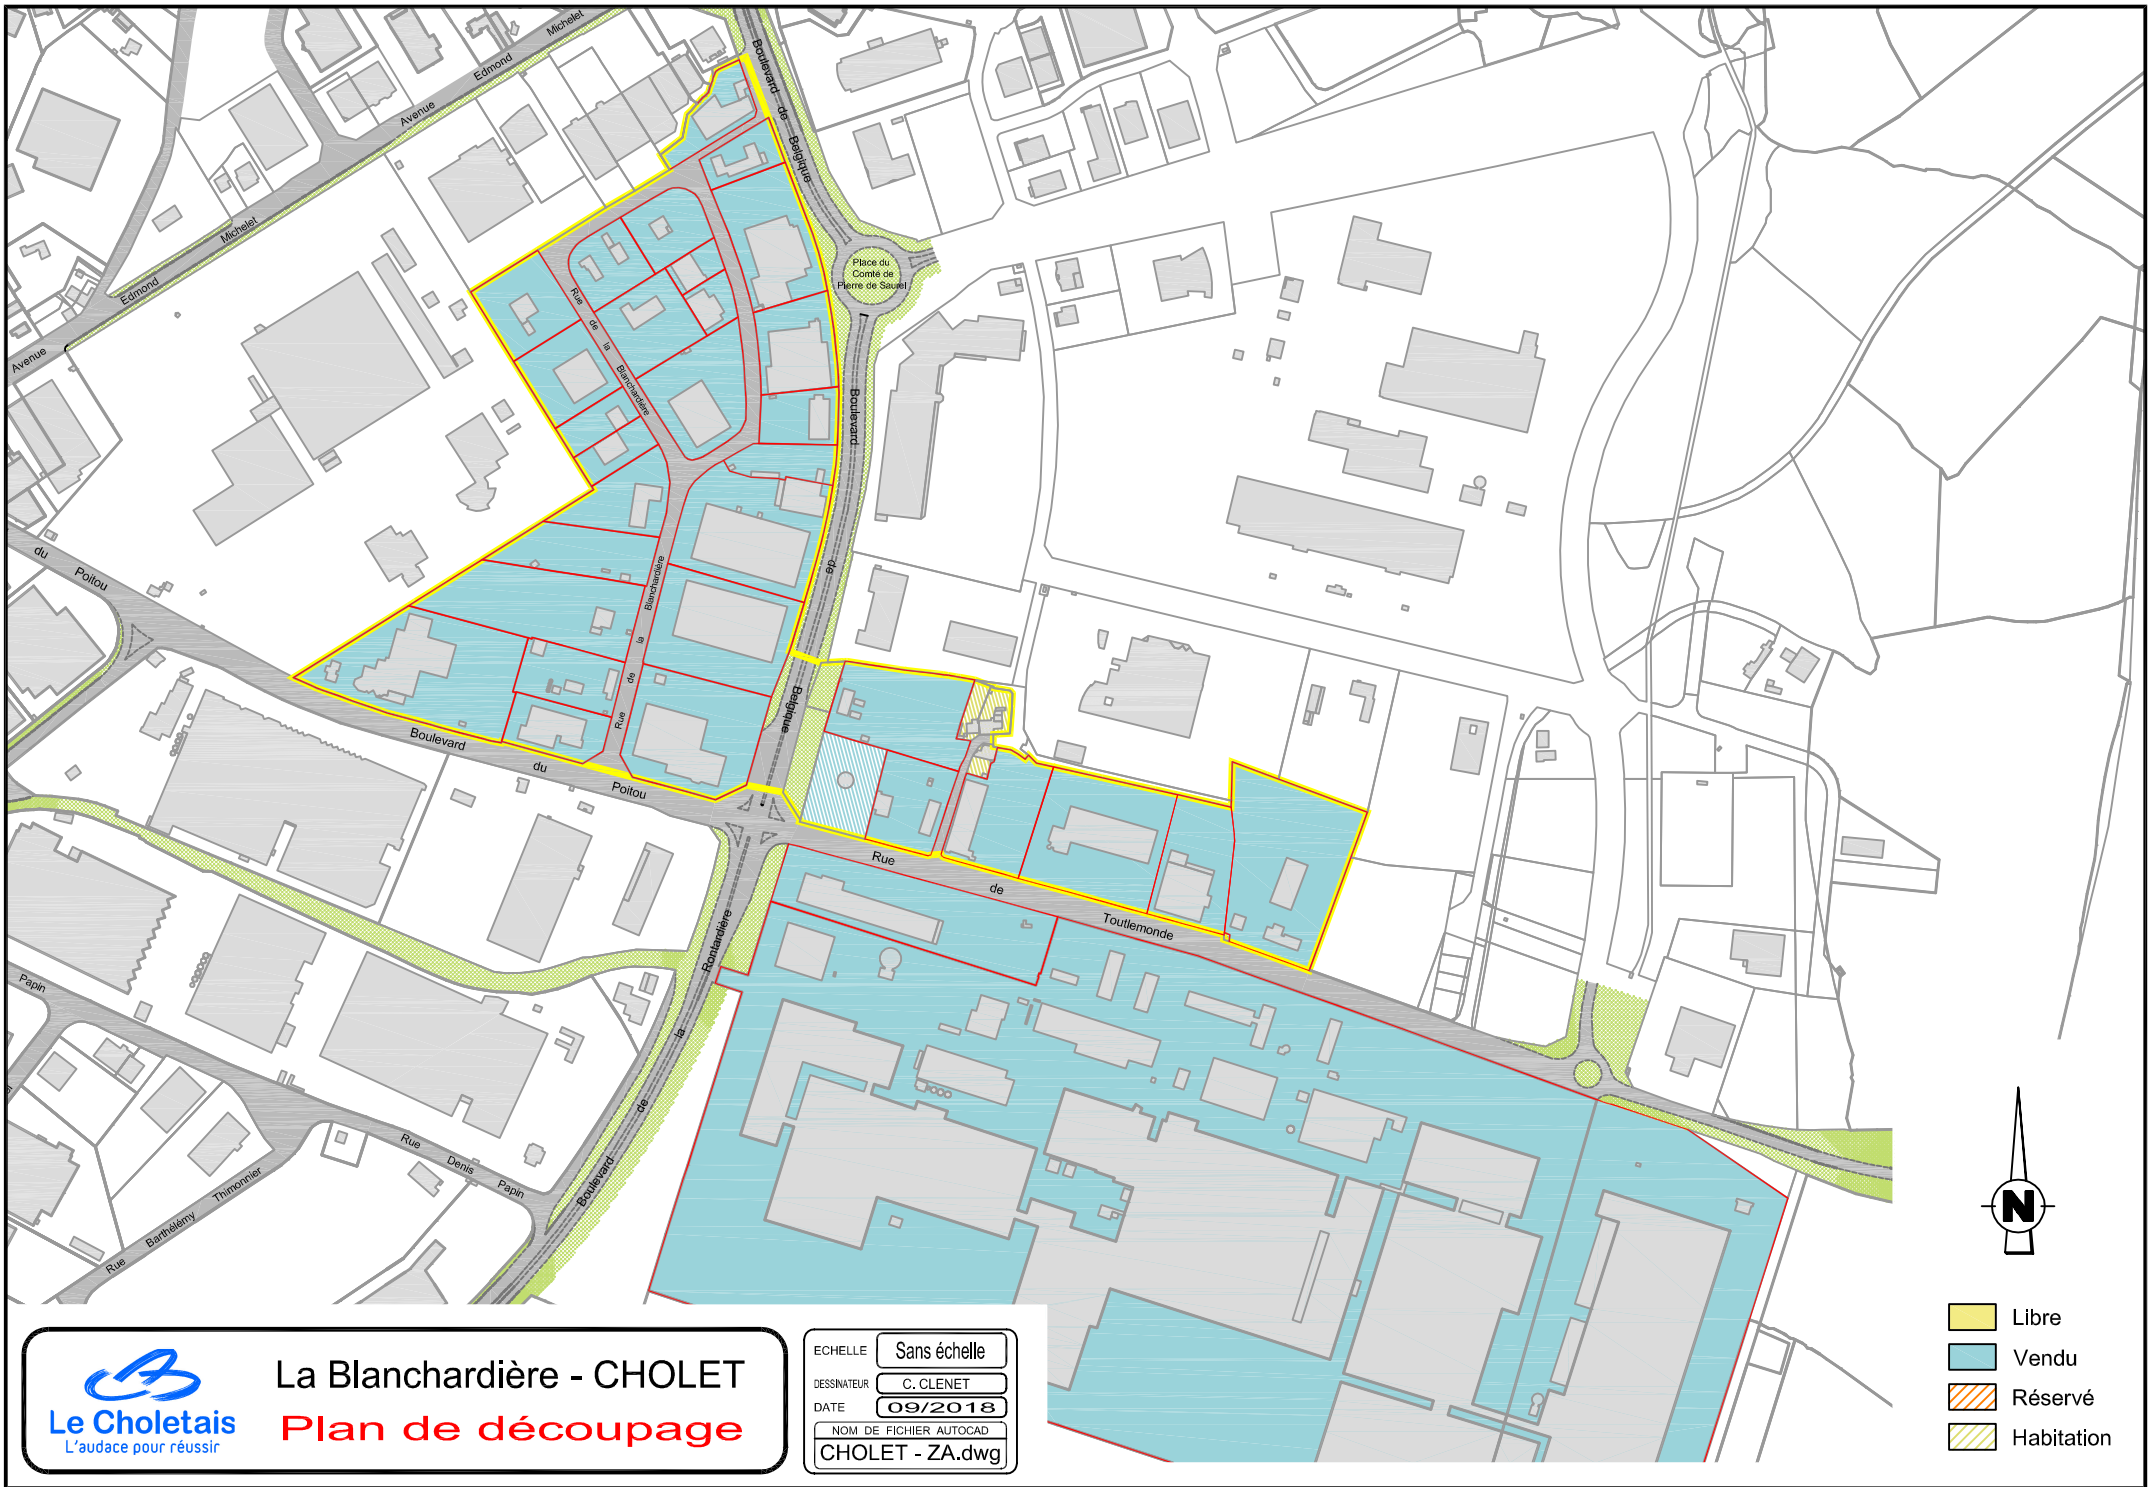 Edmond
Michelet
Avenue
Edmond
Michelet
Avenue
Boulevard
de
Belgique
Place du
Comté de
Pierre de Saurel
Rue
de
la
Blanchardière
Boulevard
de
Belgique
du
Poitou
Blanchardière
la
de
Rue
Boulevard
du
Poitou
Rue
de
Toutlemonde
Rontardière
la
de
Boulevard
Papin
Rue
Denis
Papin
Rue
Barthélémy
Thimonnier
La Blanchardière - CHOLET
Plan de découpage
Le Choletais
L'audace pour réussir
ECHELLE Sans échelle
DESSINATEUR C. CLENET
DATE 09/2018
NOM DE FICHIER AUTOCAD
CHOLET - ZA.dwg
N
Libre
Vendu
Réservé
Habitation